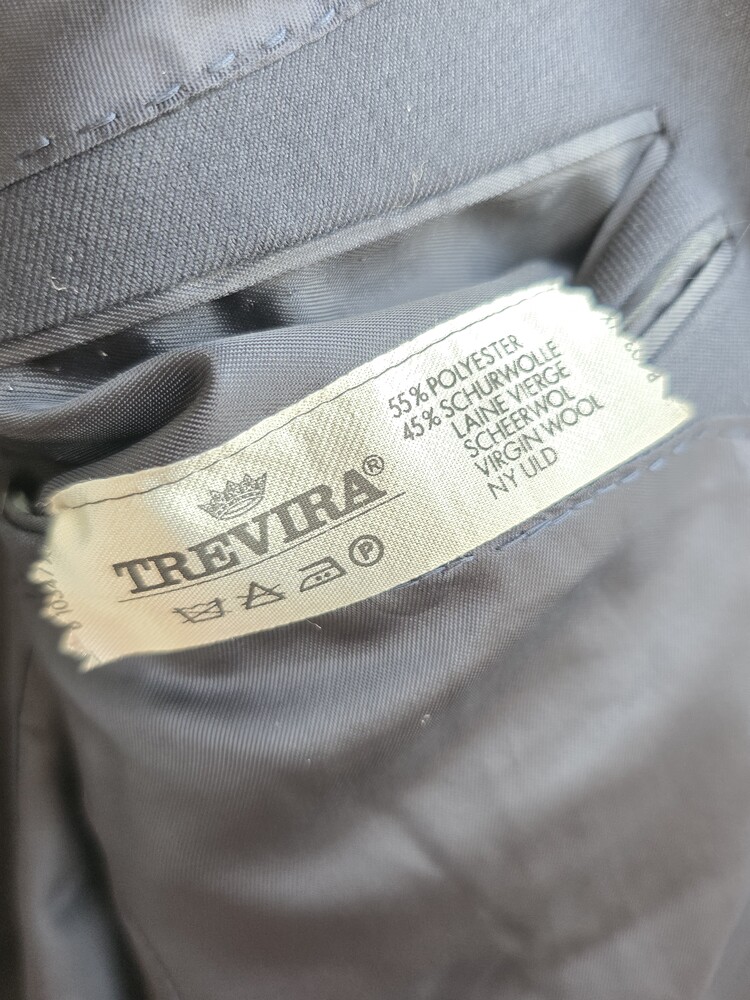 TREVIRA®
P
55% POLYESTER
45% SCHURWOLLE
LAINE VIERGE
SCHEERWOL
VIRGIN WOOL
NY ULD